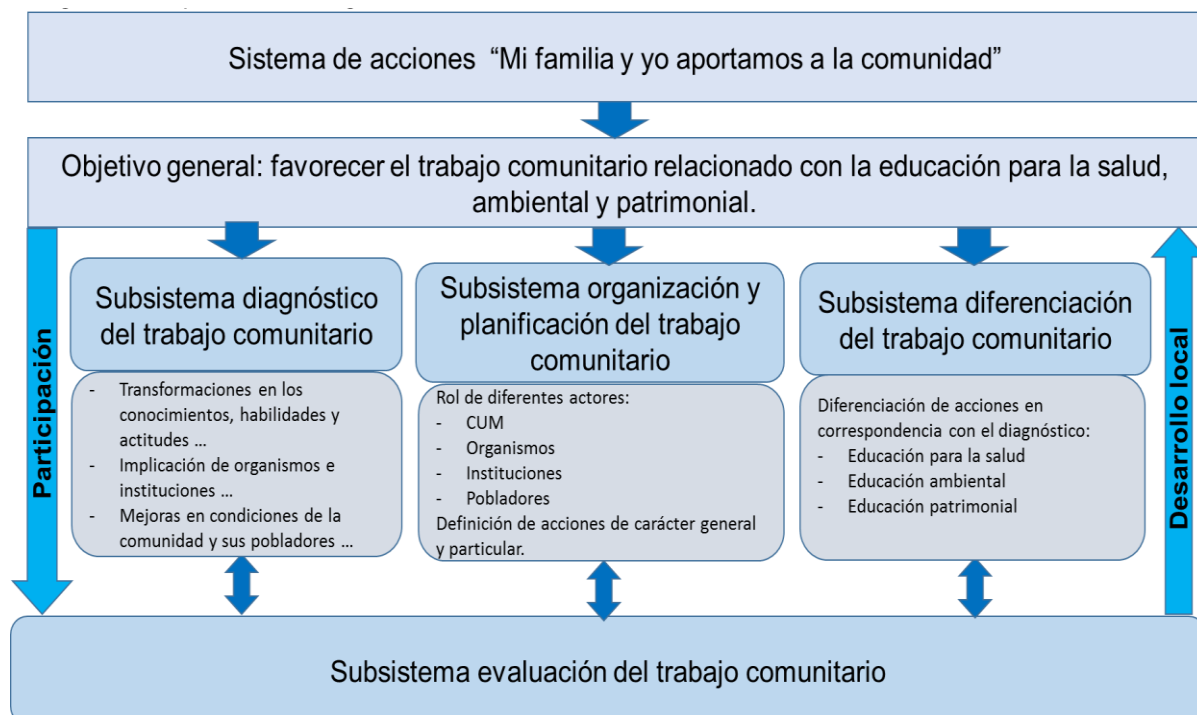 Sistema de acciones “Mi familia y yo aportamos a la comunidad”
Objetivo general: favorecer el trabajo comunitario relacionado con la educación para la salud,
ambiental y patrimonial.
Participación
Subsistema diagnóstico
del trabajo comunitario
- Transformaciones en los
conocimientos, habilidades y
actitudes ...
- Implicación de organismos e
instituciones ...
- Mejoras en condiciones de la
comunidad y sus pobladores ...
Subsistema organización y
planificación del trabajo
comunitario
Rol de diferentes actores:
- CUM
- Organismos
- Instituciones
- Pobladores
Definición de acciones de carácter general
y particular.
Subsistema diferenciación
del trabajo comunitario
Diferenciación de acciones en
correspondencia con el diagnóstico:
- Educación para la salud
- Educación ambiental
- Educación patrimonial
Desarrollo local
Subsistema evaluación del trabajo comunitario